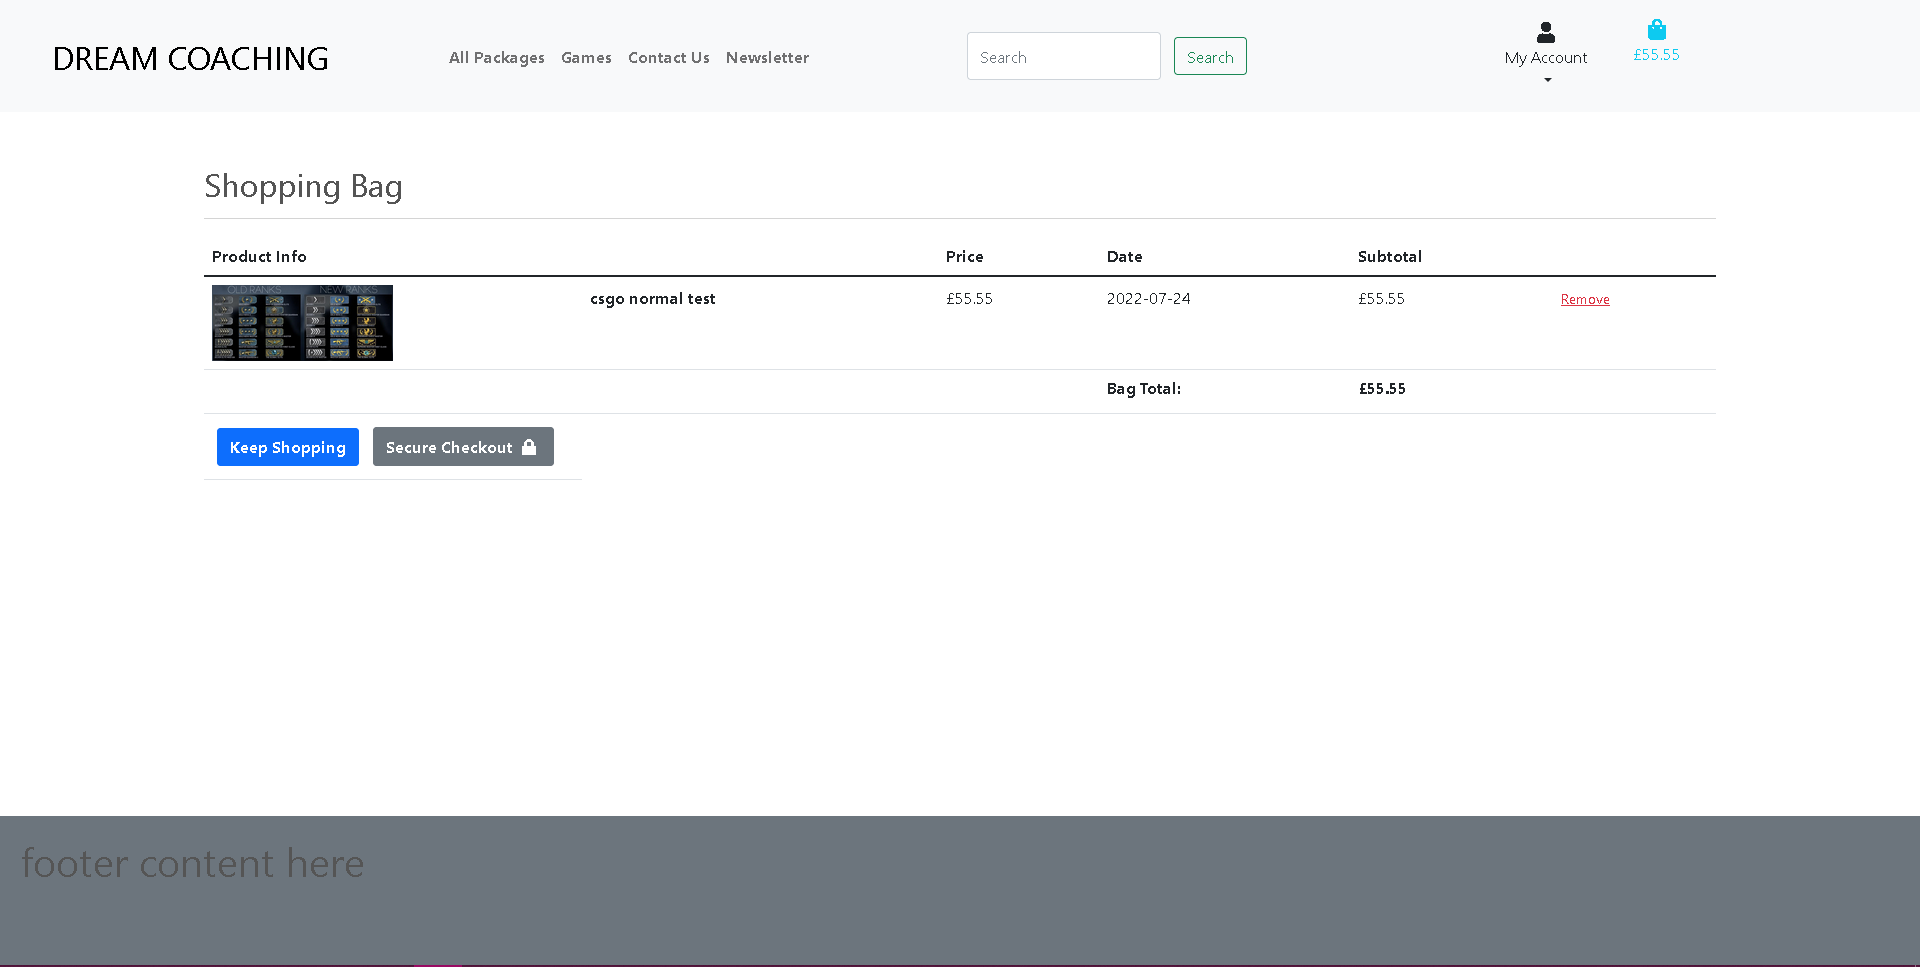 DREAM COACHING
All Packages Games Contact Us Newsletter
Search
Search
My Account
£55.55
Shopping Bag
Product Info Price Date Subtotal
OLD RANKS NEW RANKS
csgo normal test £55.55 2022-07-24 £55.55 Remove
Bag Total: £55.55
Keep Shopping Secure Checkout
footer content here